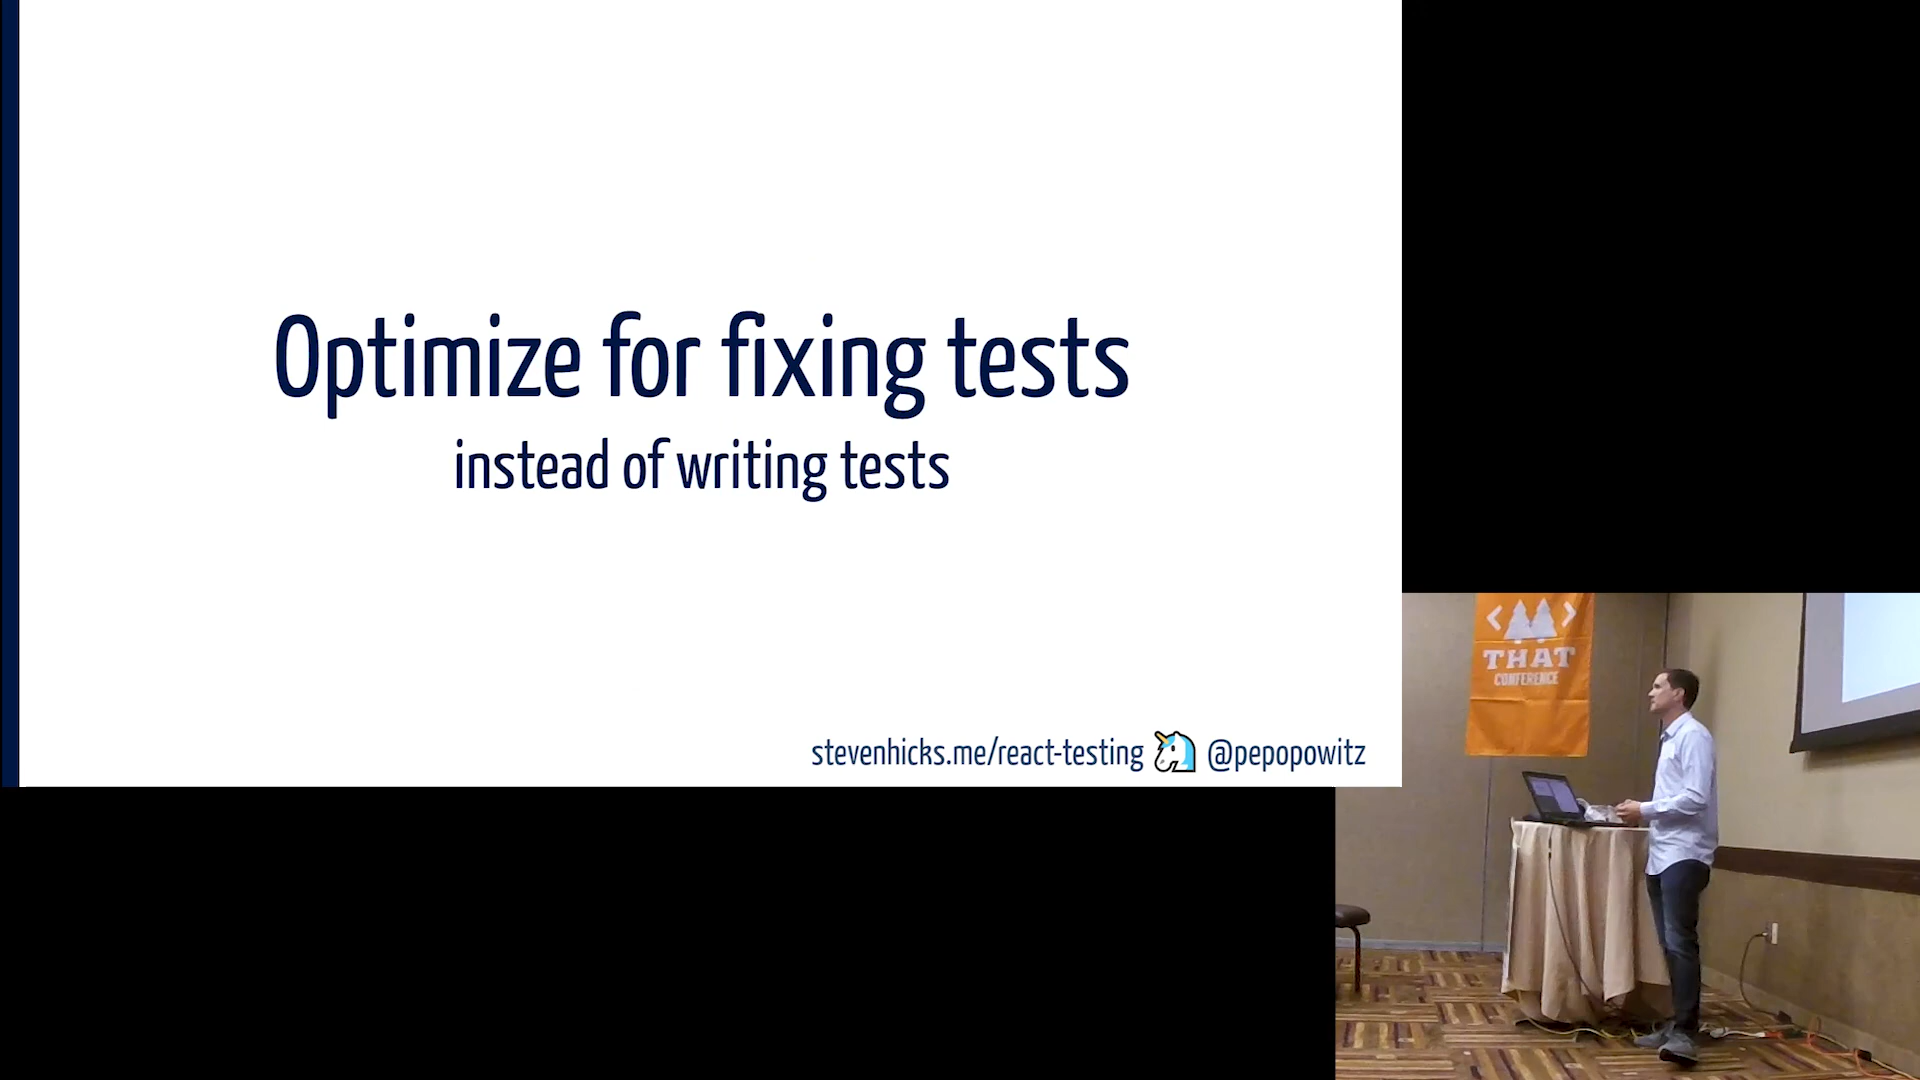 Optimize for fixing tests
instead of writing tests
stevenhicks.me/react-testing 🦄 @pepopowitz
< >
THAT
CONFERENCE